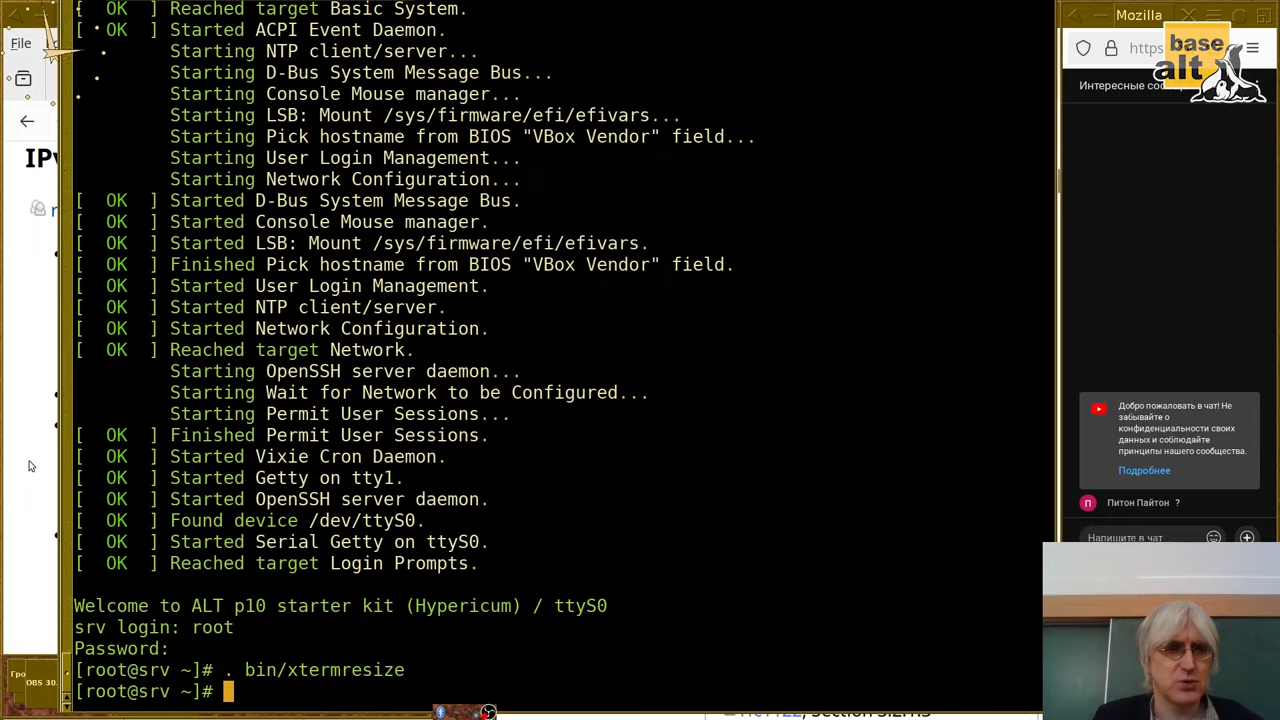 [ OK ] Reached target Basic System.
[ OK ] Started ACPI Event Daemon.
Starting NTP client/server...
Starting D-Bus System Message Bus...
Starting Console Mouse manager...
Starting LSB: Mount /sys/firmware/efi/efivars...
Starting Pick hostname from BIOS "VBox Vendor" field...
Starting User Login Management...
Starting Network Configuration...
[ OK ] Started D-Bus System Message Bus.
[ OK ] Started Console Mouse manager.
[ OK ] Started LSB: Mount /sys/firmware/efi/efivars.
[ OK ] Finished Pick hostname from BIOS "VBox Vendor" field.
[ OK ] Started User Login Management.
[ OK ] Started NTP client/server.
[ OK ] Started Network Configuration.
[ OK ] Reached target Network.
Starting OpenSSH server daemon...
Starting Wait for Network to be Configured...
Starting Permit User Sessions...
[ OK ] Finished Permit User Sessions.
[ OK ] Started Vixie Cron Daemon.
[ OK ] Started Getty on tty1.
[ OK ] Started OpenSSH server daemon.
[ OK ] Found device /dev/ttyS0.
[ OK ] Started Serial Getty on ttyS0.
[ OK ] Reached target Login Prompts.
Welcome to ALT p10 starter kit (Hypericum) / ttyS0
srv login: root
Password:
[root@srv ~]# . bin/xtermresize
[root@srv ~]#
File
IP
OBS 30.
Mozilla
https
base
alt
Интересные
Добро пожаловать в чат! Не
забывайте о
конфиденциальности своих
данных и соблюдайте
принципы нашего сообщества.
Подробнее
П
Питон Пайтон ?
Напишите в чат